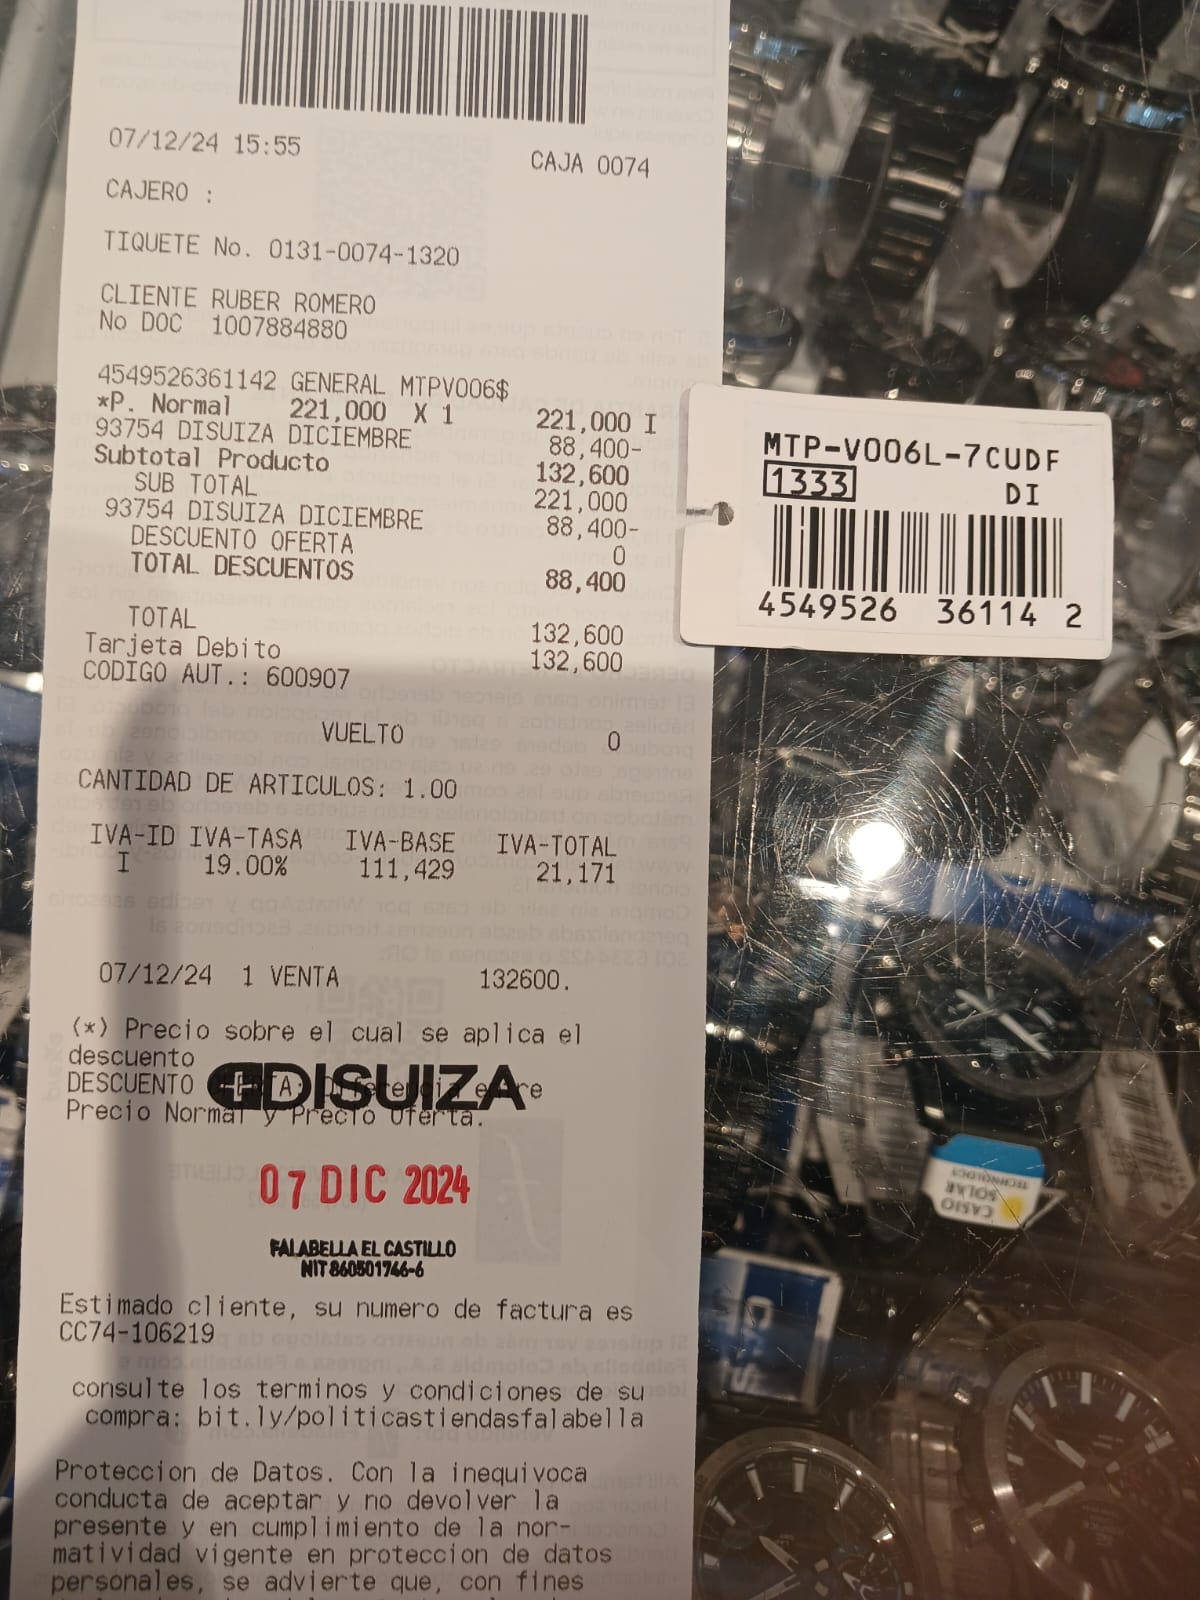 07/12/24 15:55 CAJA 0074
CAJERO :
TIQUETE No. 0131-0074-1320
CLIENTE RUBER ROMERO
No DOC 1007884880
4549526361142 GENERAL MTPV006$
*P. Normal 221,000 X 1 221,000 I
93754 DISUIZA DICIEMBRE 88,400-
Subtotal Producto 132,600
SUB TOTAL 221,000
93754 DISUIZA DICIEMBRE 88,400-
DESCUENTO OFERTA 0
TOTAL DESCUENTOS 88,400
TOTAL 132,600
Tarjeta Debito 132,600
CODIGO AUT.: 600907
VUELTO 0
CANTIDAD DE ARTICULOS: 1.00
IVA-ID IVA-TASA IVA-BASE IVA-TOTAL
I 19.00% 111,429 21,171
07/12/24 1 VENTA 132600.
(*) Precio sobre el cual se aplica el
descuento
DESCUENTO OFERTA: Diferencia entre
Precio Normal y Precio Oferta.
DISUIZA
07 DIC 2024
FALABELLA EL CASTILLO
NIT 860501746-6
Estimado cliente, su numero de factura es
CC74-106219
consulte los terminos y condiciones de su
compra: bit.ly/politicastiendasfalabella
Proteccion de Datos. Con la inequivoca
conducta de aceptar y no devolver la
presente y en cumplimiento de la nor-
matividad vigente en proteccion de datos
personales, se advierte que, con fines
MTP-V006L-7CUDF
1333 DI
4549526 36114 2
CASIO
SOLAR
TECHNOLOGY